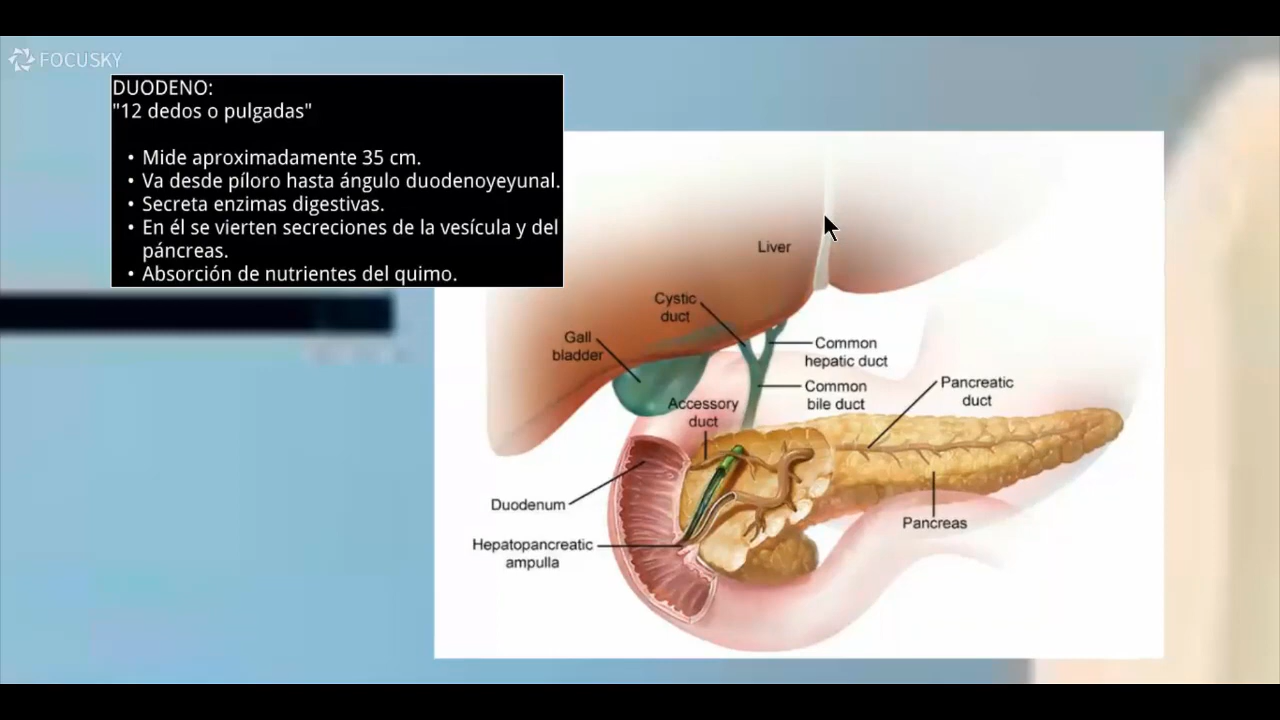 FOCUSKY
DUODENO:
"12 dedos o pulgadas"
• Mide aproximadamente 35 cm.
• Va desde píloro hasta ángulo duodenoyeyunal.
• Secreta enzimas digestivas.
• En él se vierten secreciones de la vesícula y del
páncreas.
• Absorción de nutrientes del quimo.
Liver
Cystic
duct
Gall
bladder
Common
hepatic duct
Common
bile duct
Pancreatic
duct
Accessory
duct
Duodenum
Pancreas
Hepatopancreatic
ampulla